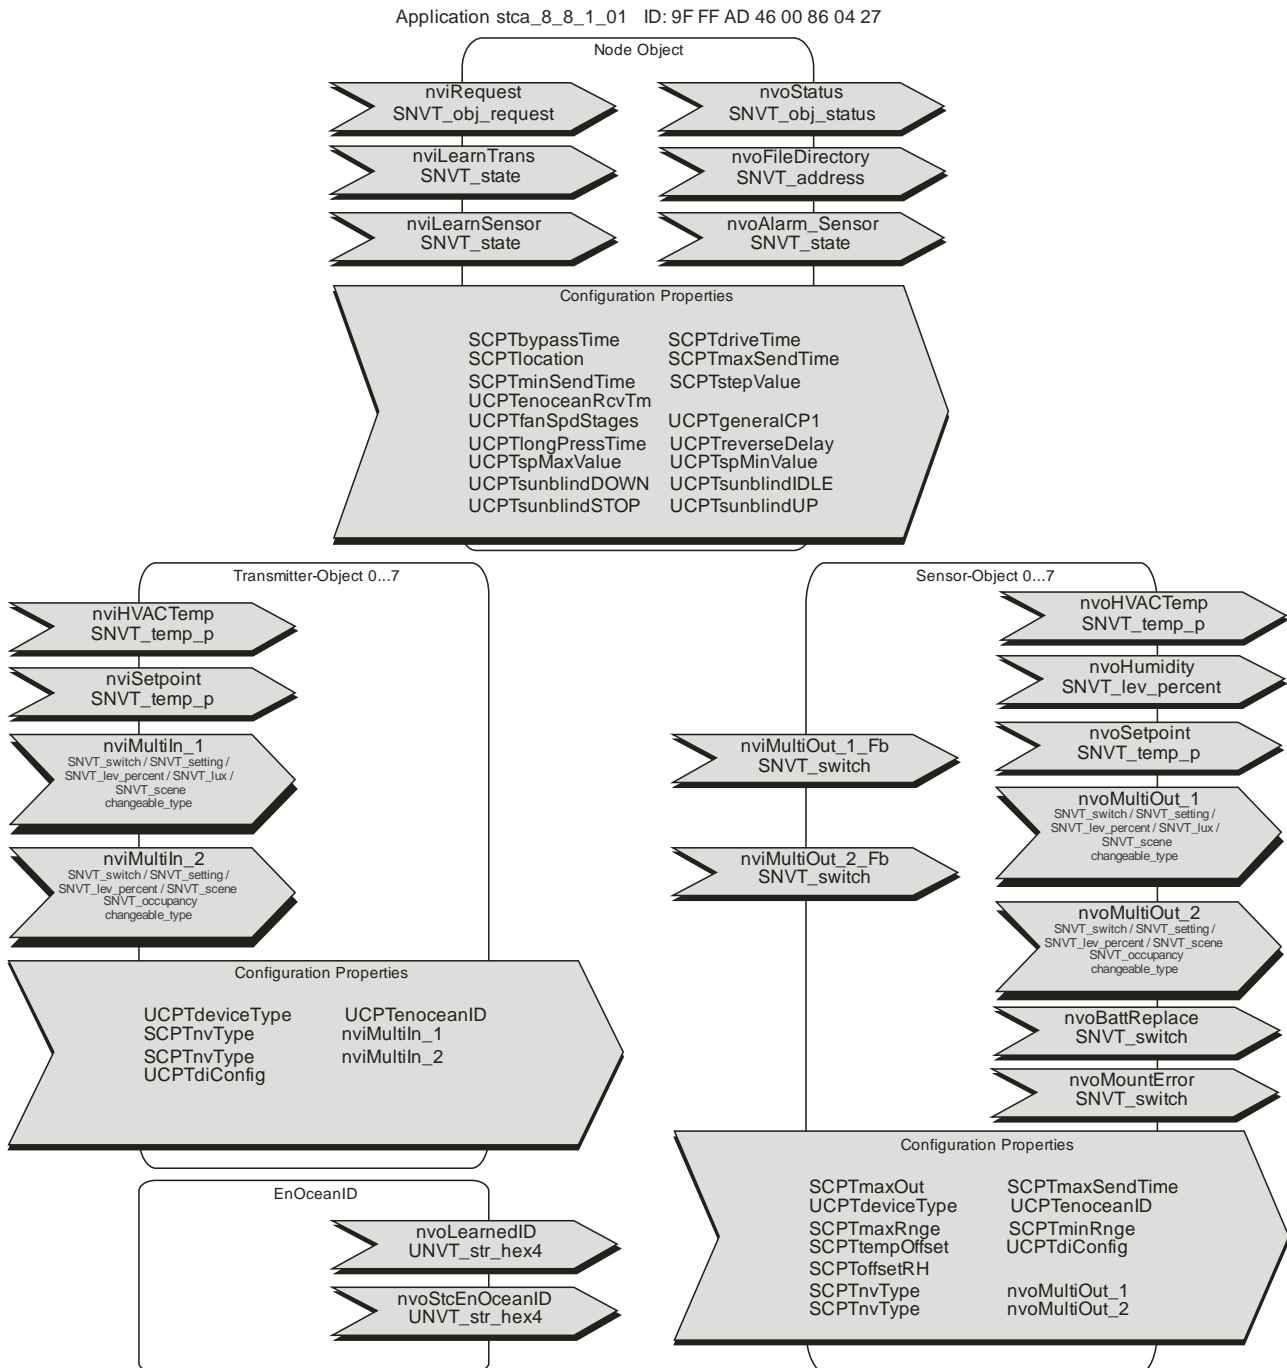 Application stca_8_8_1_01 ID: 9F FF AD 46 00 86 04 27
Node Object
nviRequest
SNVT_obj_request
nvoStatus
SNVT_obj_status
nviLearnTrans
SNVT_state
nvoFileDirectory
SNVT_address
nviLearnSensor
SNVT_state
nvoAlarm_Sensor
SNVT_state
Configuration Properties
SCPTbypassTime SCPTdriveTime
SCPTlocation SCPTmaxSendTime
SCPTminSendTime SCPTstepValue
UCPTenoceanRcvTm
UCPTfanSpdStages UCPTgeneralCP1
UCPTlongPressTime UCPTreverseDelay
UCPTspMaxValue UCPTspMinValue
UCPTsunblindDOWN UCPTsunblindIDLE
UCPTsunblindSTOP UCPTsunblindUP
Transmitter-Object 0...7
nviHVACTemp
SNVT_temp_p
nviSetpoint
SNVT_temp_p
nviMultiIn_1
SNVT_switch / SNVT_setting /
SNVT_lev_percent / SNVT_lux /
SNVT_scene
changeable_type
nviMultiIn_2
SNVT_switch / SNVT_setting /
SNVT_lev_percent / SNVT_scene
SNVT_occupancy
changeable_type
Configuration Properties
UCPTdeviceType UCPTenoceanID
SCPTnvType nviMultiIn_1
SCPTnvType nviMultiIn_2
UCPTdiConfig
EnOceanID
nvoLearnedID
UNVT_str_hex4
nvoStcEnOceanID
UNVT_str_hex4
Sensor-Object 0...7
nvoHVACTemp
SNVT_temp_p
nvoHumidity
SNVT_lev_percent
nvoSetpoint
SNVT_temp_p
nviMultiOut_1_Fb
SNVT_switch
nvoMultiOut_1
SNVT_switch / SNVT_setting /
SNVT_lev_percent / SNVT_lux /
SNVT_scene
changeable_type
nviMultiOut_2_Fb
SNVT_switch
nvoMultiOut_2
SNVT_switch / SNVT_setting /
SNVT_lev_percent / SNVT_scene
SNVT_occupancy
changeable_type
nvoBattReplace
SNVT_switch
nvoMountError
SNVT_switch
Configuration Properties
SCPTmaxOut SCPTmaxSendTime
UCPTdeviceType UCPTenoceanID
SCPTmaxRnge SCPTminRnge
SCPTtempOffset UCPTdiConfig
SCPToffsetRH
SCPTnvType nvoMultiOut_1
SCPTnvType nvoMultiOut_2